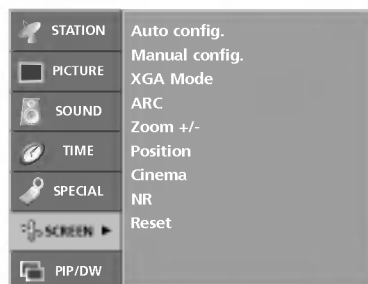 STATION
PICTURE
SOUND
TIME
SPECIAL
SCREEN
PIP/DW
Auto config.
Manual config.
XGA Mode
ARC
Zoom +/-
Position
Cinema
NR
Reset